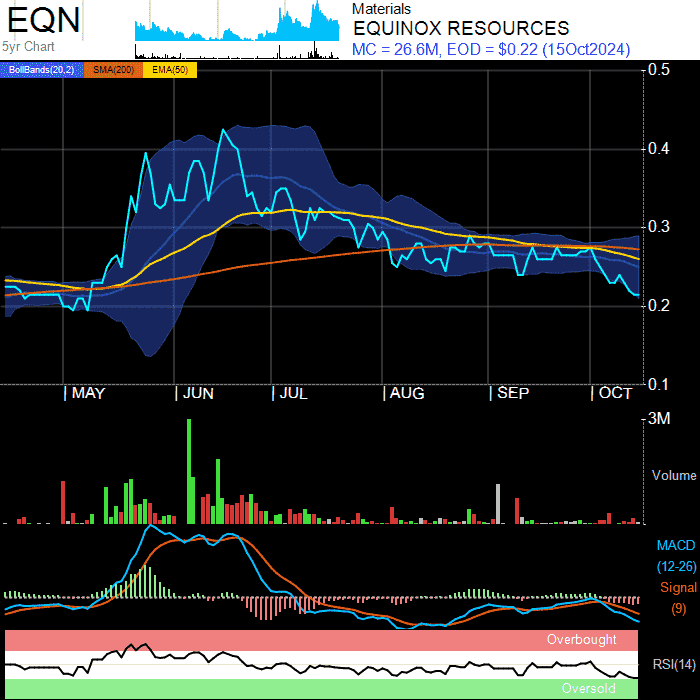 EQN
5yr Chart
Materials
EQUINOX RESOURCES
MC = 26.6M, EOD = $0.22 (15Oct2024)
BollBands(20,2) SMA(200) EMA(50)
0.5
0.4
0.3
0.2
0.1
| MAY | JUN | JUL | AUG | SEP | OCT
3M
Volume
MACD
(12-26)
Signal
(9)
Overbought
RSI(14)
Oversold